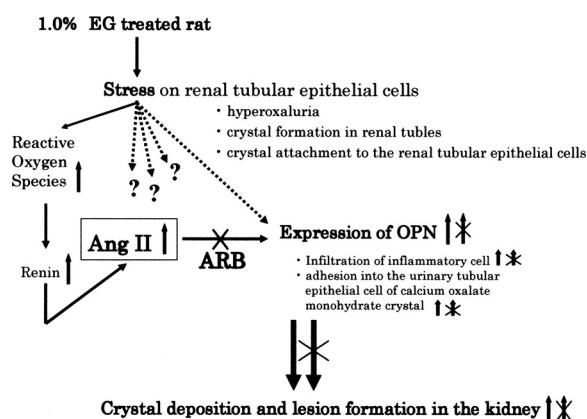 1.0% EG treated rat
Stress on renal tubular epithelial cells
・hyperoxaluria
・crystal formation in renal tubles
・crystal attachment to the renal tubular epithelial cells
Reactive
Oxygen
Species
? ? ?
Ang II
ARB
Renin
Expression of OPN
・Infiltration of inflammatory cell
・adhesion into the urinary tubular
epithelial cell of calcium oxalate
monohydrate crystal
Crystal deposition and lesion formation in the kidney